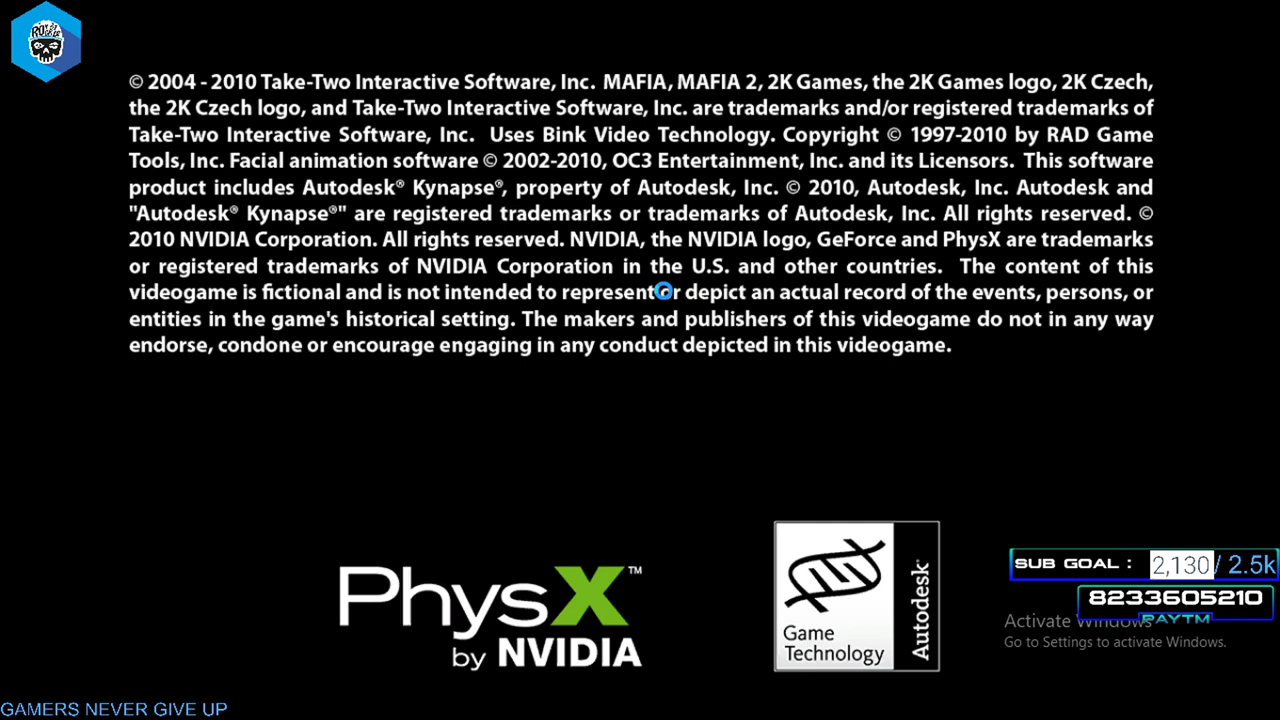 © 2004 - 2010 Take-Two Interactive Software, Inc. MAFIA, MAFIA 2, 2K Games, the 2K Games logo, 2K Czech,
the 2K Czech logo, and Take-Two Interactive Software, Inc. are trademarks and/or registered trademarks of
Take-Two Interactive Software, Inc. Uses Bink Video Technology. Copyright © 1997-2010 by RAD Game
Tools, Inc. Facial animation software © 2002-2010, OC3 Entertainment, Inc. and its Licensors. This software
product includes Autodesk® Kynapse®, property of Autodesk, Inc. © 2010, Autodesk, Inc. Autodesk and
"Autodesk® Kynapse®" are registered trademarks or trademarks of Autodesk, Inc. All rights reserved. ©
2010 NVIDIA Corporation. All rights reserved. NVIDIA, the NVIDIA logo, GeForce and PhysX are trademarks
or registered trademarks of NVIDIA Corporation in the U.S. and other countries. The content of this
videogame is fictional and is not intended to represent or depict an actual record of the events, persons, or
entities in the game's historical setting. The makers and publishers of this videogame do not in any way
endorse, condone or encourage engaging in any conduct depicted in this videogame.
PhysX™
by NVIDIA
Game
Technology
Autodesk®
SUB GOAL : 2,130 / 2.5k
8233605210
PAYTM
Activate Windows
Go to Settings to activate Windows.
GAMERS NEVER GIVE UP